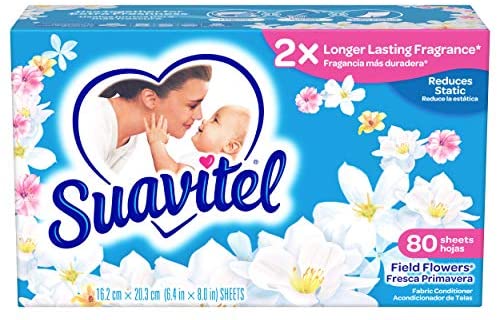 2x Longer Lasting Fragrance*
Fragancia más duradera*
Reduces
Static
Reduce la estática
Suavitel®
80 sheets
hojas
Field Flowers®
Fresca Primavera
Fabric Conditioner
Acondicionador de Telas
16.2 cm x 20.3 cm (6.4 in x 8.0 in) SHEETS